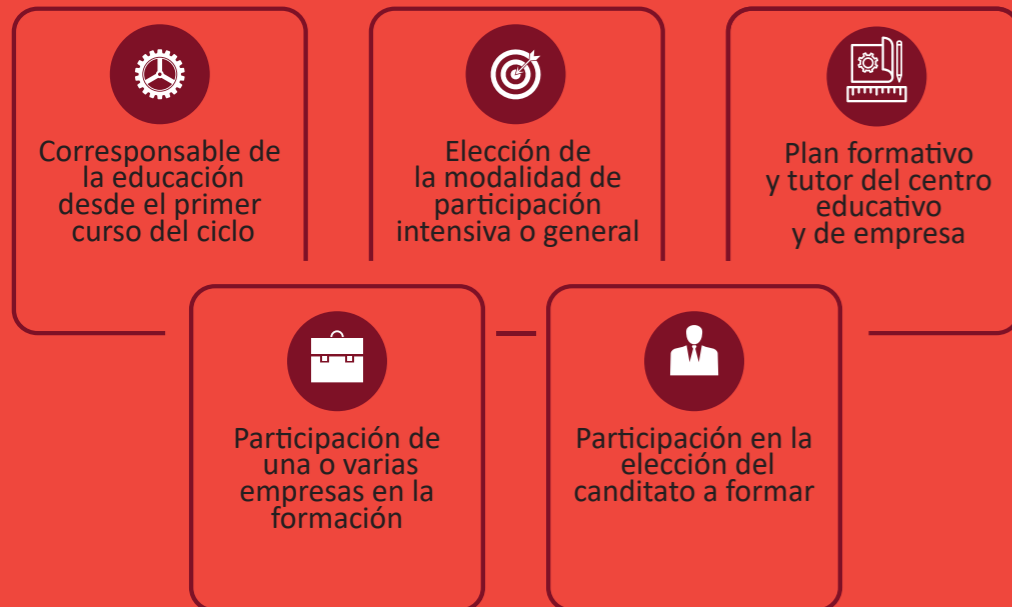 Corresponsable de
la educación
desde el primer
curso del ciclo
Elección de
la modalidad de
participación
intensiva o general
Plan formativo
y tutor del centro
educativo
y de empresa
Participación de
una o varias
empresas en la
formación
Participación en la
elección del
canditato a formar